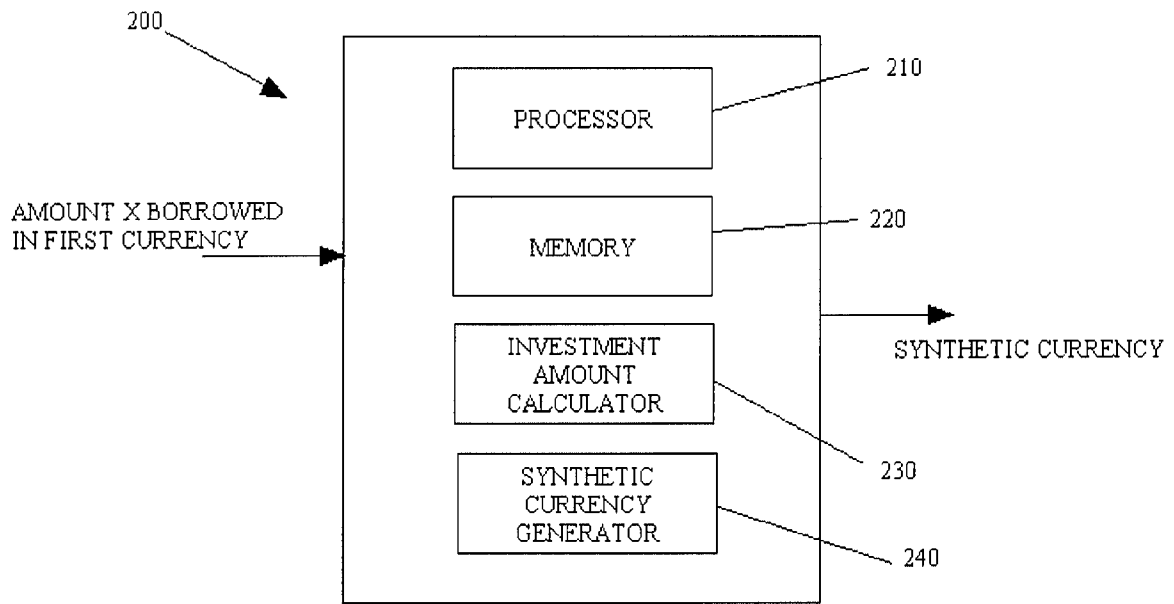 200
210
PROCESSOR
AMOUNT X BORROWED
IN FIRST CURRENCY
220
MEMORY
SYNTHETIC CURRENCY
INVESTMENT
AMOUNT
CALCULATOR
230
SYNTHETIC
CURRENCY
GENERATOR
240